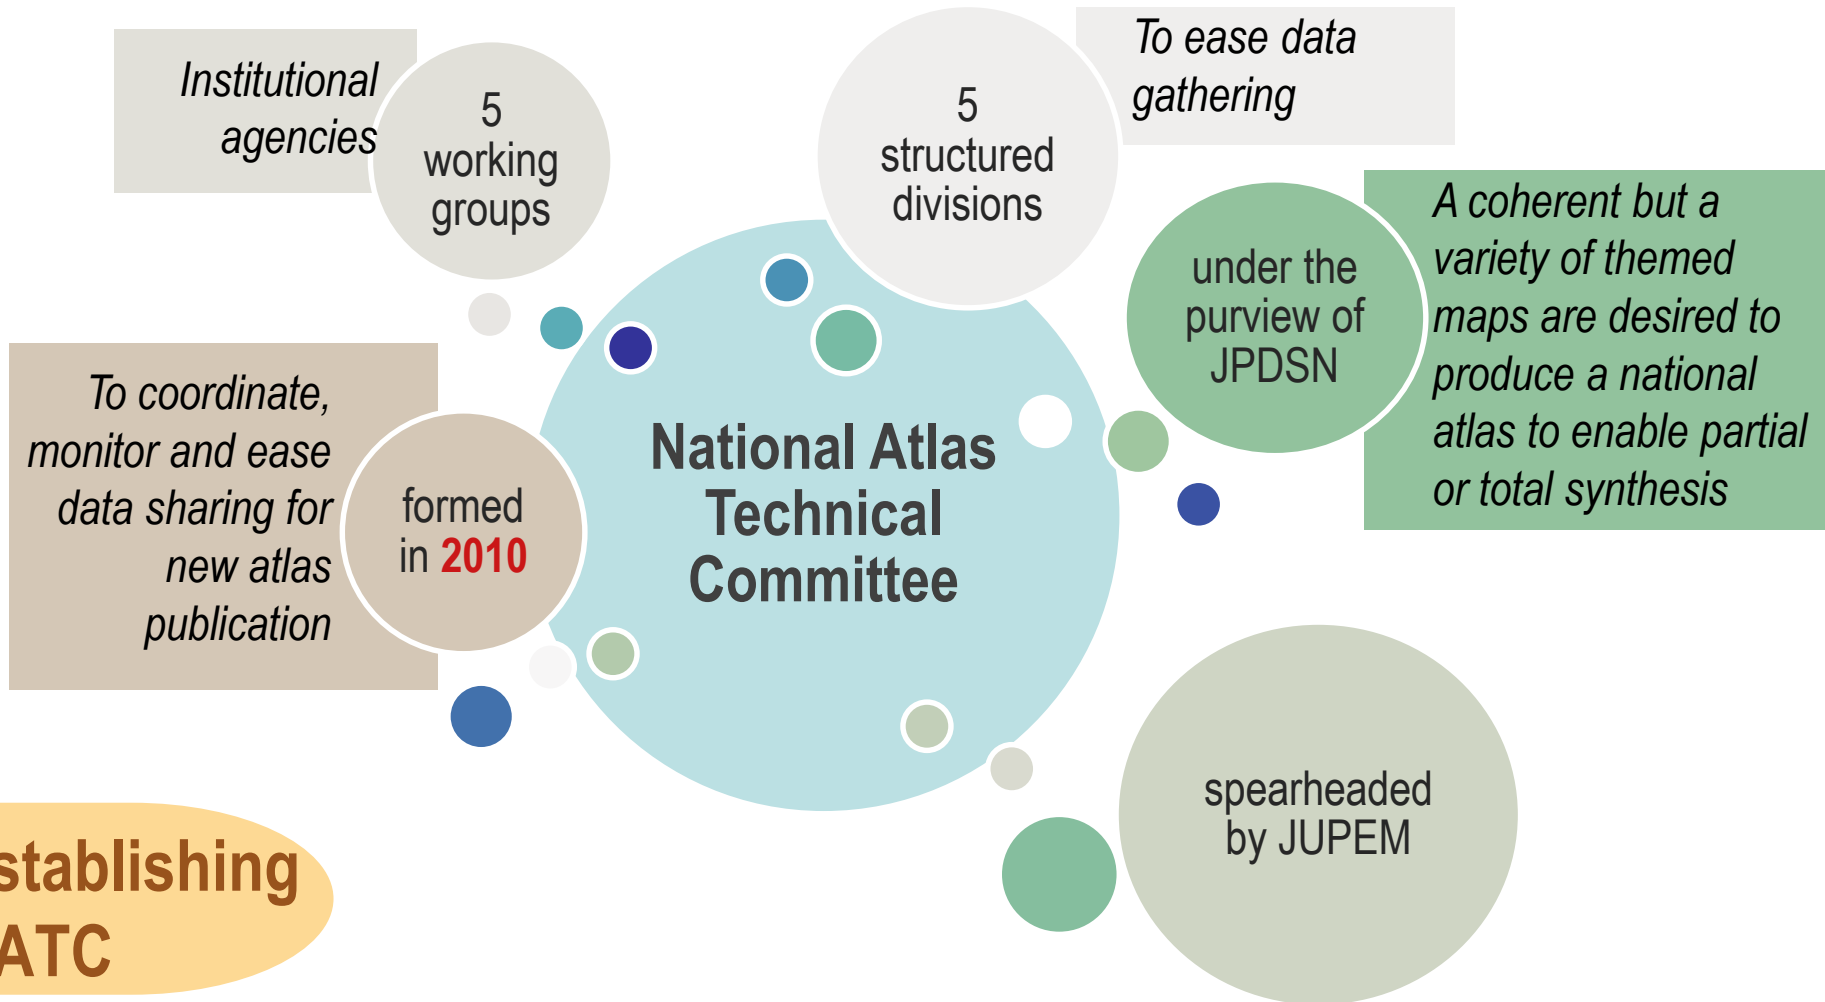 Institutional
agencies
5
working
groups
5
structured
divisions
To ease data
gathering
under the
purview of
JPDSN
A coherent but a
variety of themed
maps are desired to
produce a national
atlas to enable partial
or total synthesis
To coordinate,
monitor and ease
data sharing for
new atlas
publication
formed
in 2010
National Atlas
Technical
Committee
spearheaded
by JUPEM
stablishing
ATC